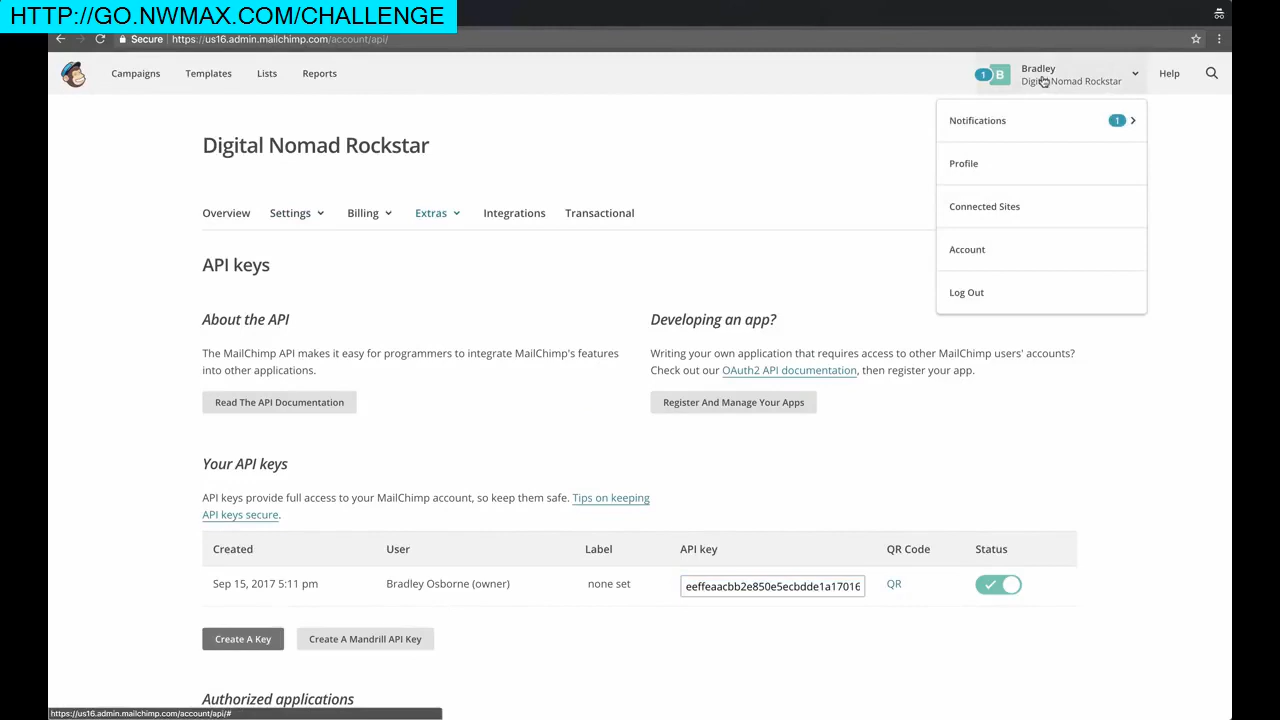 HTTP://GO.NWMAX.COM/CHALLENGE
Secure https://us16.admin.mailchimp.com/account/api/
Campaigns Templates Lists Reports
1 B Bradley
Digital Nomad Rockstar
Help
Notifications 1
Profile
Connected Sites
Account
Log Out
Digital Nomad Rockstar
Overview Settings Billing Extras Integrations Transactional
API keys
About the API
The MailChimp API makes it easy for programmers to integrate MailChimp's features
into other applications.
Read The API Documentation
Developing an app?
Writing your own application that requires access to other MailChimp users' accounts?
Check out our OAuth2 API documentation, then register your app.
Register And Manage Your Apps
Your API keys
API keys provide full access to your MailChimp account, so keep them safe. Tips on keeping
API keys secure.
Created User Label API key QR Code Status
Sep 15, 2017 5:11 pm Bradley Osborne (owner) none set eeffeaacbb2e850e5ecbdde1a17016 QR
Create A Key Create A Mandrill API Key
Authorized applications
https://us16.admin.mailchimp.com/account/api/#